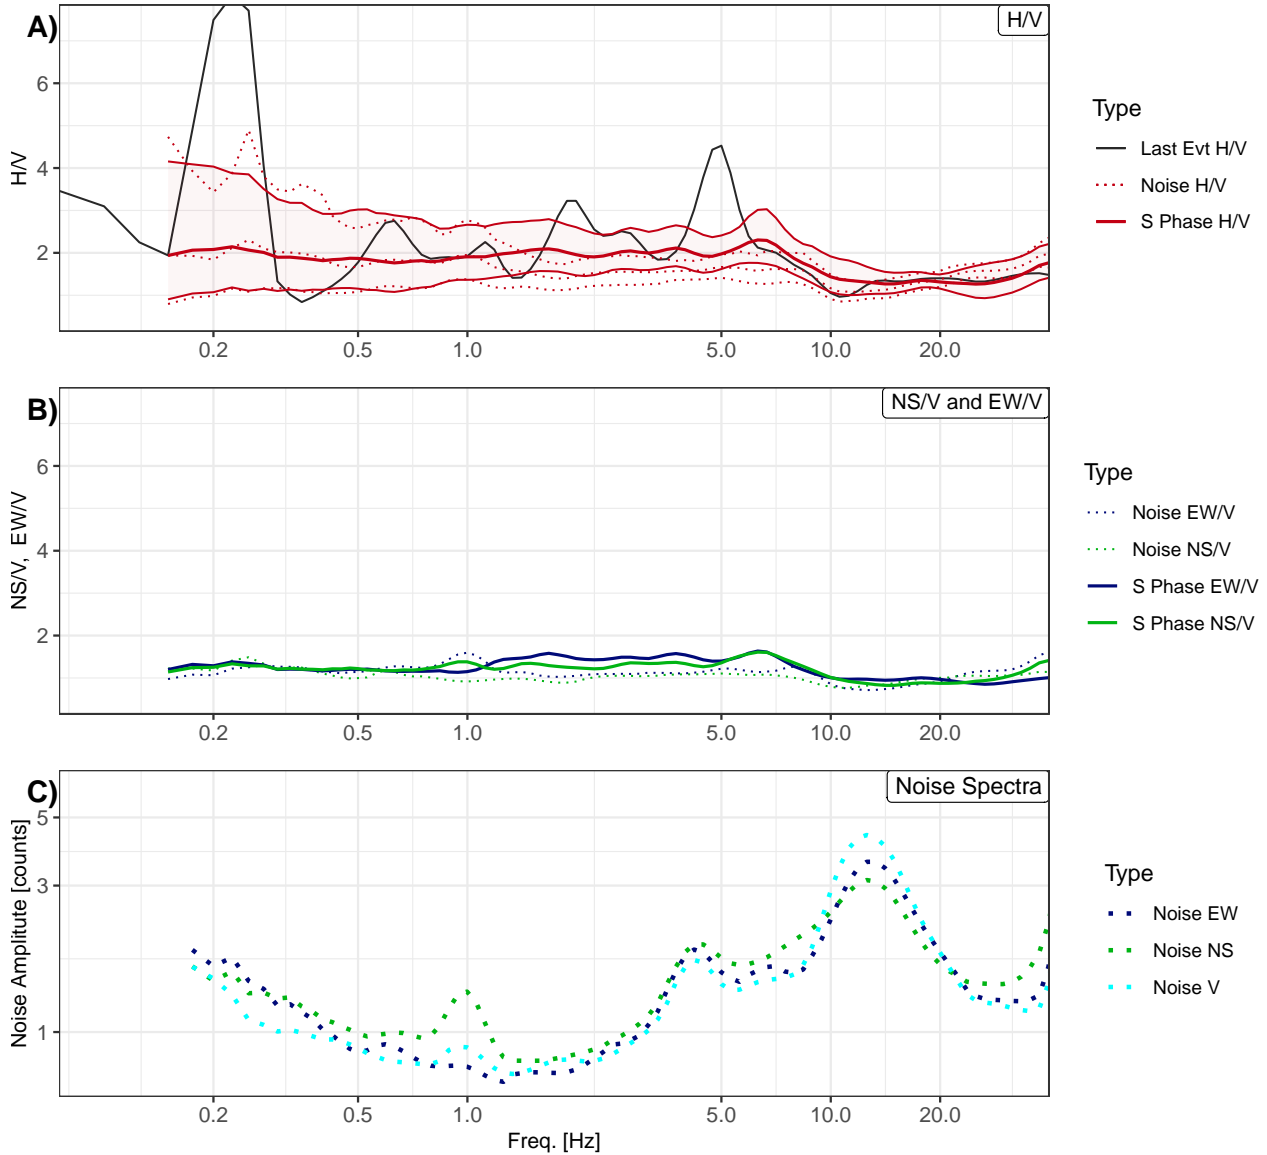 A)
H/V
6
4
2
H/V
0.2 0.5 1.0 5.0 10.0 20.0
Type
Last Evt H/V
Noise H/V
S Phase H/V
B)
NS/V and EW/V
6
4
2
NS/V, EW/V
0.2 0.5 1.0 5.0 10.0 20.0
Type
Noise EW/V
Noise NS/V
S Phase EW/V
S Phase NS/V
C)
Noise Spectra
5
3
1
Noise Amplitute [counts]
0.2 0.5 1.0 5.0 10.0 20.0
Freq. [Hz]
Type
Noise EW
Noise NS
Noise V